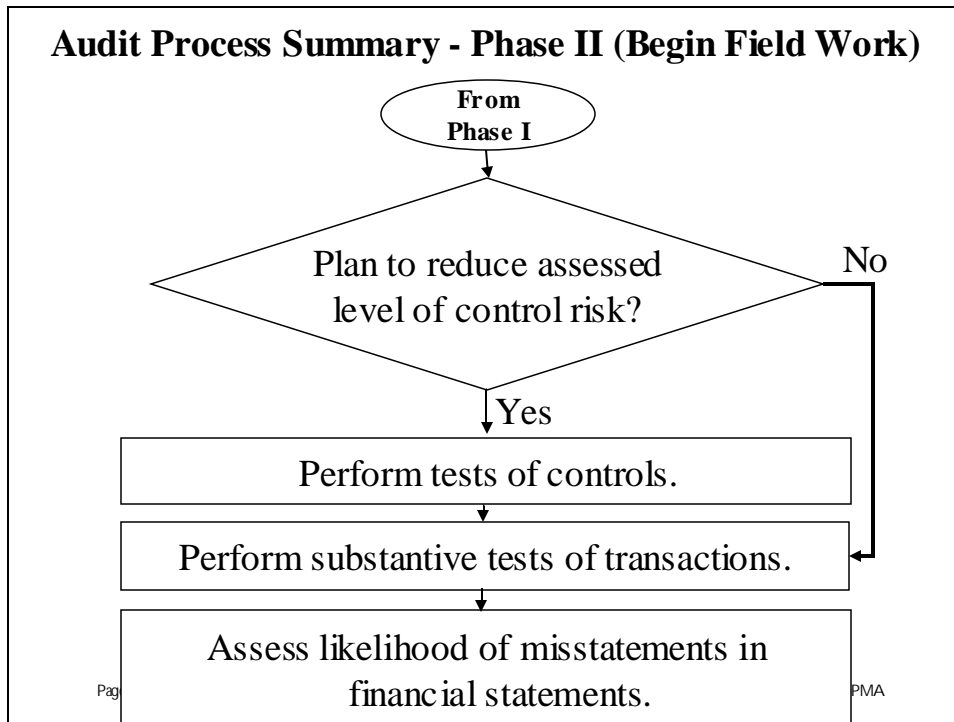 Audit Process Summary - Phase II (Begin Field Work)
From
Phase I
Plan to reduce assessed
level of control risk?
No
Yes
Perform tests of controls.
Perform substantive tests of transactions.
Assess likelihood of misstatements in
financial statements.
PMA